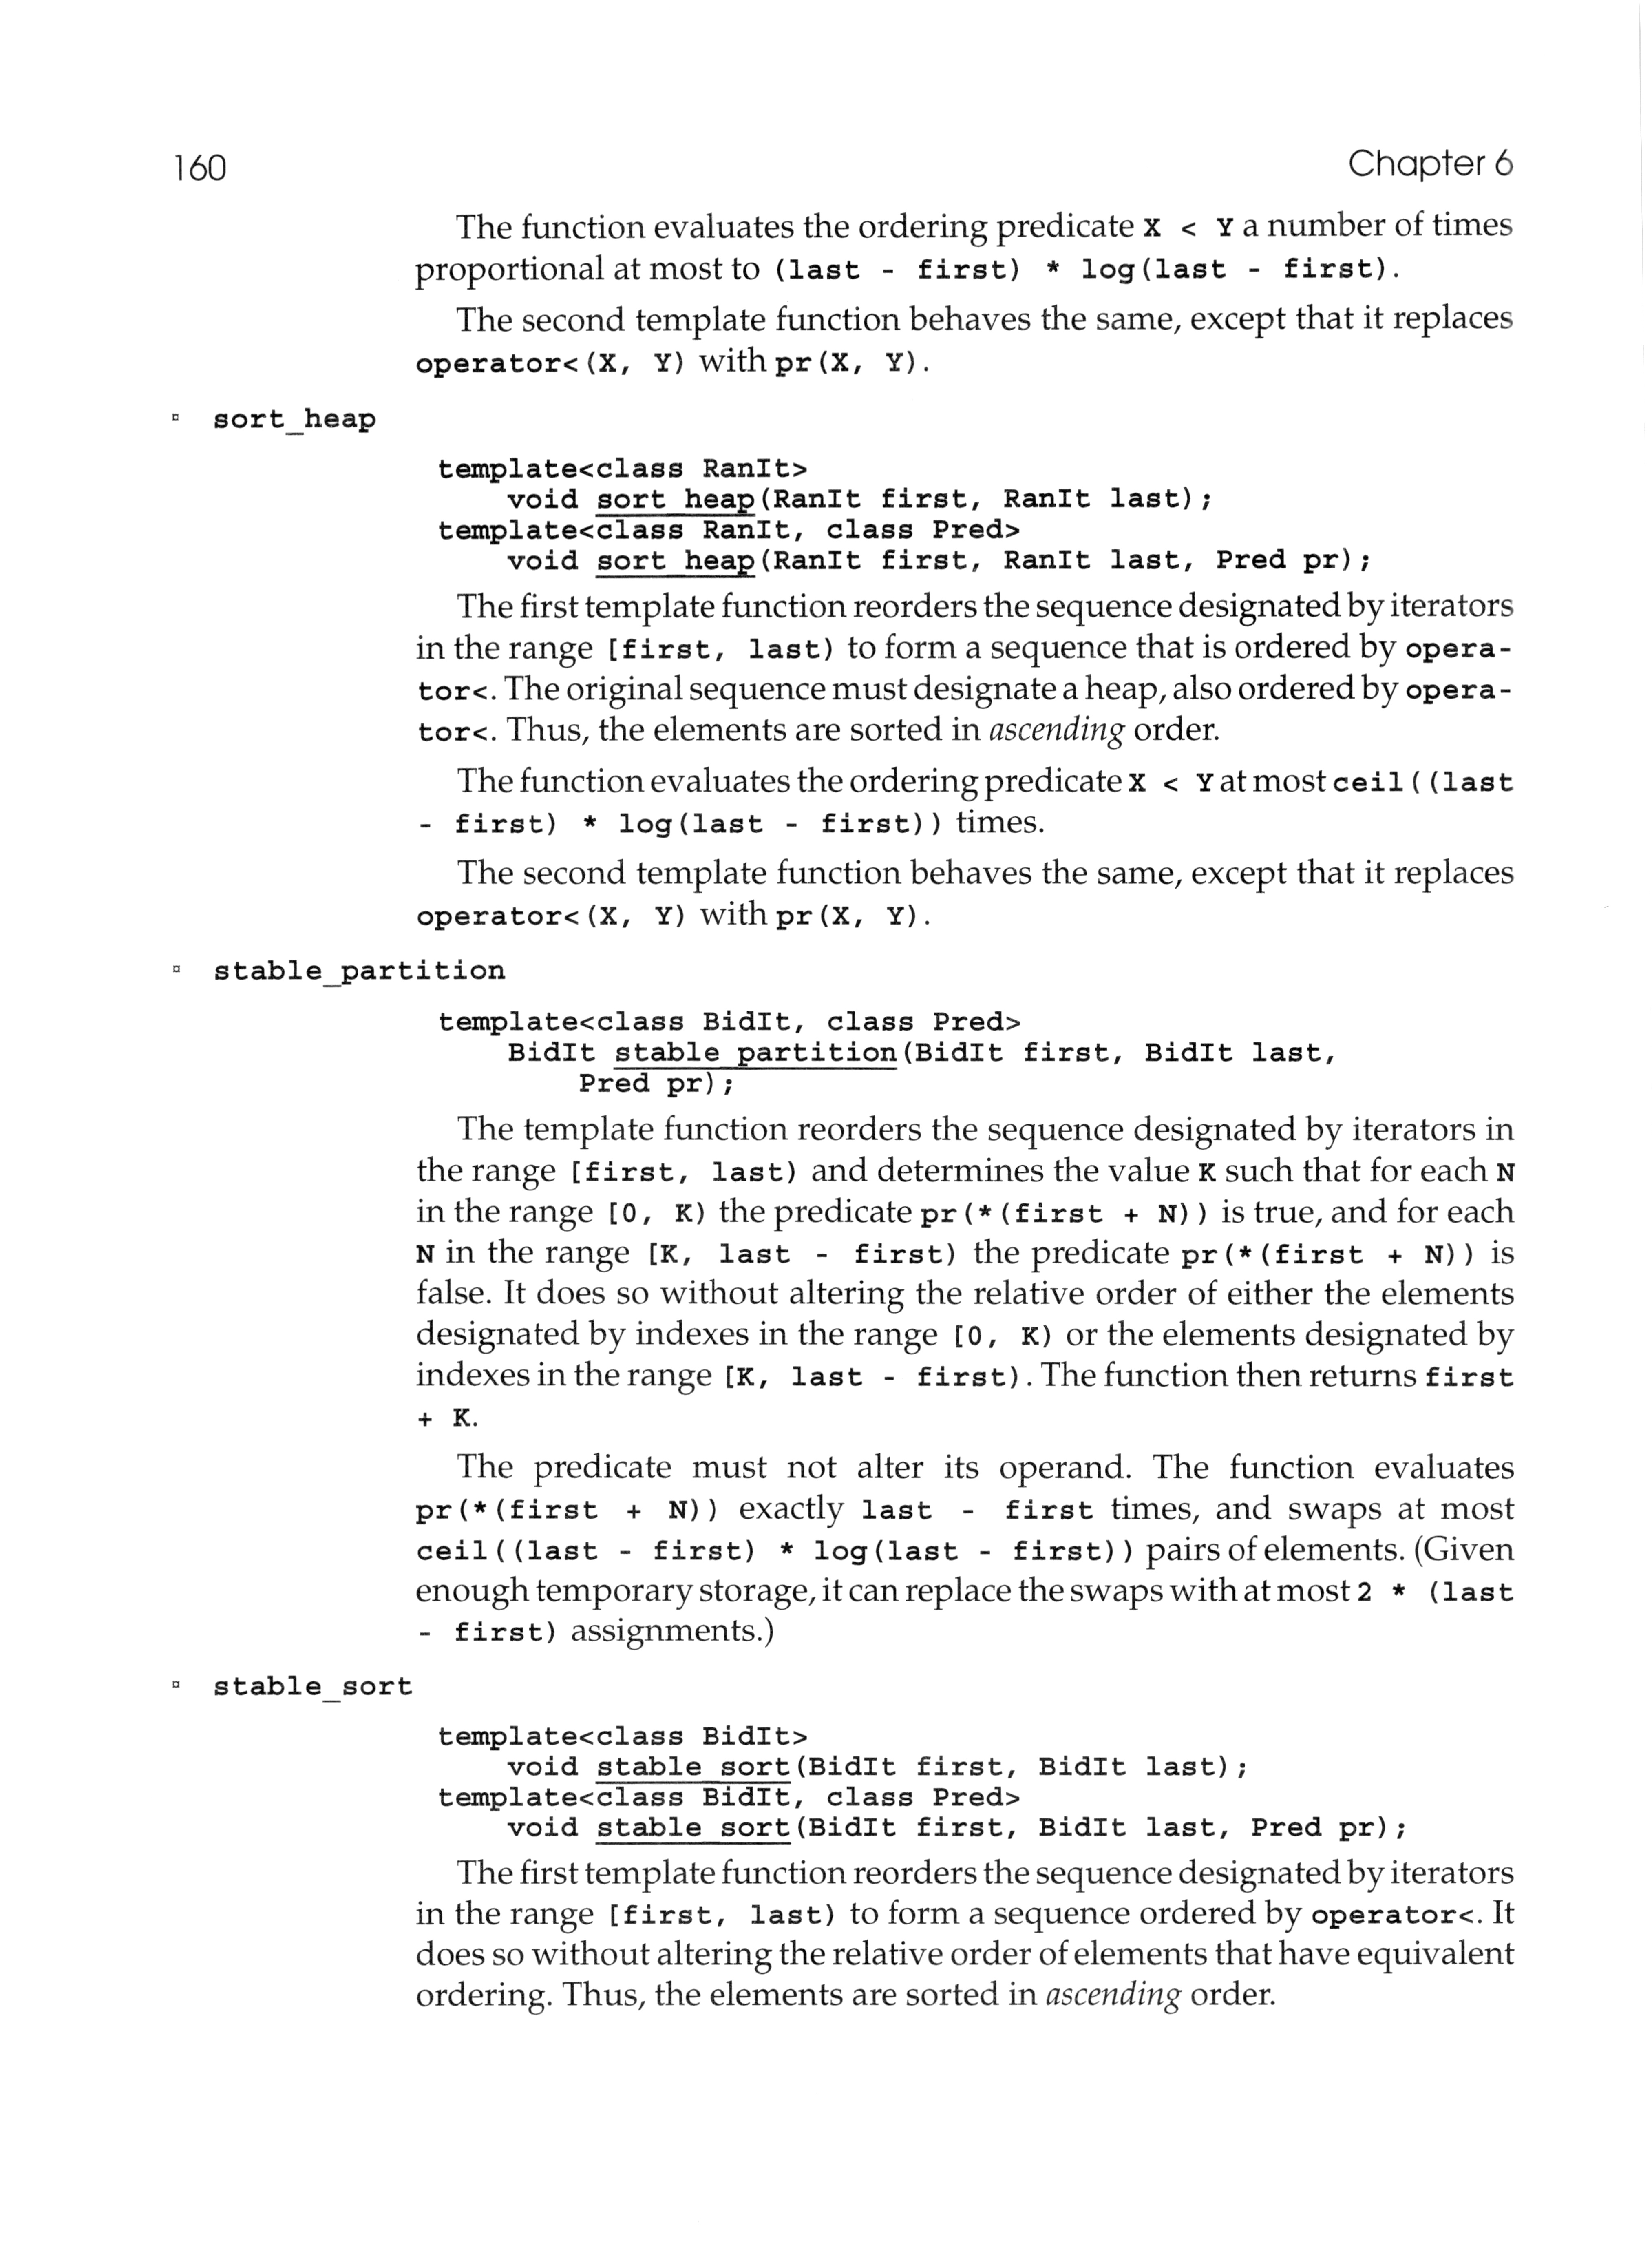 160
Chapter 6
The function evaluates the ordering predicate X < Y a number of times
proportional at most to (last - first) * log(last - first).
The second template function behaves the same, except that it replaces
operator<(X, Y) with pr(X, Y).
▫ sort_heap
template<class RanIt>
void sort_heap(RanIt first, RanIt last);
template<class RanIt, class Pred>
void sort_heap(RanIt first, RanIt last, Pred pr);
The first template function reorders the sequence designated by iterators
in the range [first, last) to form a sequence that is ordered by opera-
tor<. The original sequence must designate a heap, also ordered by opera-
tor<. Thus, the elements are sorted in ascending order.
The function evaluates the ordering predicate X < Y at most ceil((last
- first) * log(last - first)) times.
The second template function behaves the same, except that it replaces
operator<(X, Y) with pr(X, Y).
▫ stable_partition
template<class BidIt, class Pred>
BidIt stable_partition(BidIt first, BidIt last,
Pred pr);
The template function reorders the sequence designated by iterators in
the range [first, last) and determines the value K such that for each N
in the range [0, K) the predicate pr(*(first + N)) is true, and for each
N in the range [K, last - first) the predicate pr(*(first + N)) is
false. It does so without altering the relative order of either the elements
designated by indexes in the range [0, K) or the elements designated by
indexes in the range [K, last - first). The function then returns first
+ K.
The predicate must not alter its operand. The function evaluates
pr(*(first + N)) exactly last - first times, and swaps at most
ceil((last - first) * log(last - first)) pairs of elements. (Given
enough temporary storage, it can replace the swaps with at most 2 * (last
- first) assignments.)
▫ stable_sort
template<class BidIt>
void stable_sort(BidIt first, BidIt last);
template<class BidIt, class Pred>
void stable_sort(BidIt first, BidIt last, Pred pr);
The first template function reorders the sequence designated by iterators
in the range [first, last) to form a sequence ordered by operator<. It
does so without altering the relative order of elements that have equivalent
ordering. Thus, the elements are sorted in ascending order.